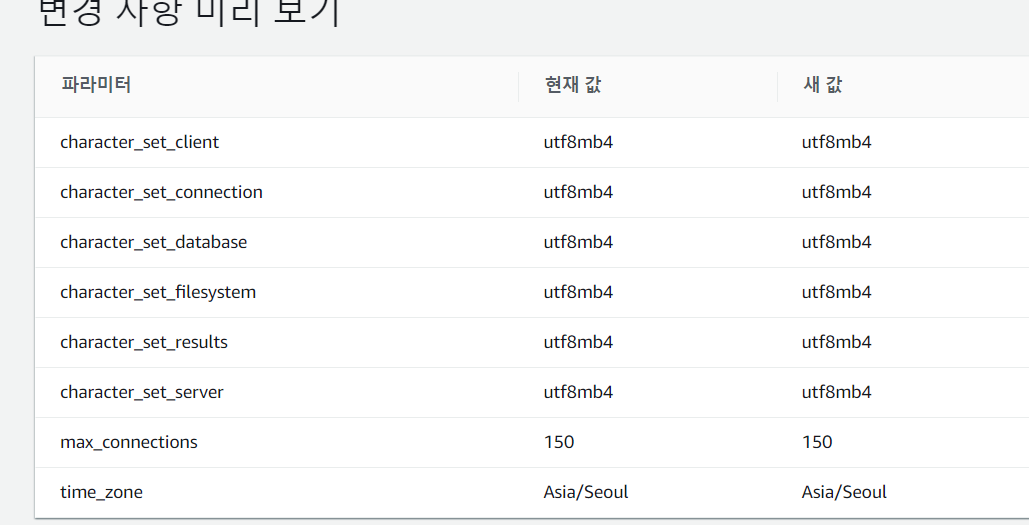 변경 사항 미리 보기
파라미터 현재 값 새 값
character_set_client utf8mb4 utf8mb4
character_set_connection utf8mb4 utf8mb4
character_set_database utf8mb4 utf8mb4
character_set_filesystem utf8mb4 utf8mb4
character_set_results utf8mb4 utf8mb4
character_set_server utf8mb4 utf8mb4
max_connections 150 150
time_zone Asia/Seoul Asia/Seoul